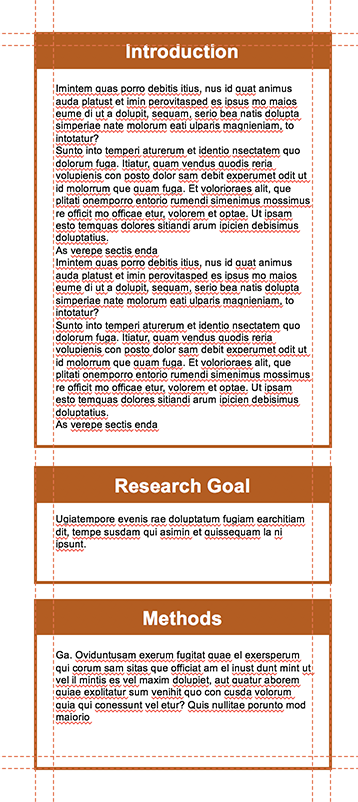 Introduction
Imintem quas porro debitis itius, nus id quat animus
auda platust et imin perovitasped es ipsus mo maios
eume di ut a dolupit, sequam, serio bea natis dolupta
simperiae nate molorum eati ulparis magnieniam, to
intotatur?
Sunto into temperi aturerum et identio nsectatem quo
dolorum fuga. Itiatur, quam vendus quodis reria
volupienis con posto dolor sam debit experumet odit ut
id molorrum que quam fuga. Et volorioraes alit, que
plitati onemporro entorio rumendi simenimus mossimus
re officit mo officae etur, volorem et optae. Ut ipsam
esto temquas dolores sitiandi arum ipicien debisimus
doluptatius.
As verepe sectis enda
Imintem quas porro debitis itius, nus id quat animus
auda platust et imin perovitasped es ipsus mo maios
eume di ut a dolupit, sequam, serio bea natis dolupta
simperiae nate molorum eati ulparis magnieniam, to
intotatur?
Sunto into temperi aturerum et identio nsectatem quo
dolorum fuga. Itiatur, quam vendus quodis reria
volupienis con posto dolor sam debit experumet odit ut
id molorrum que quam fuga. Et volorioraes alit, que
plitati onemporro entorio rumendi simenimus mossimus
re officit mo officae etur, volorem et optae. Ut ipsam
esto temquas dolores sitiandi arum ipicien debisimus
doluptatius.
As verepe sectis enda
Research Goal
Ugiatempore evenis rae doluptatum fugiam earchitiam
dit, tempe susdam qui asimin et quissequam la ni
ipsunt.
Methods
Ga. Oviduntusam exerum fugitat quae el exersperum
qui corum sam sitas que officiat am el inust dunt mint ut
vel il mintis es vel maxim dolupiet, aut quatur aborem
quiae explitatur sum venihit quo con cusda volorum
quia qui conessunt vel etur? Quis nullitae porunto mod
maiorio